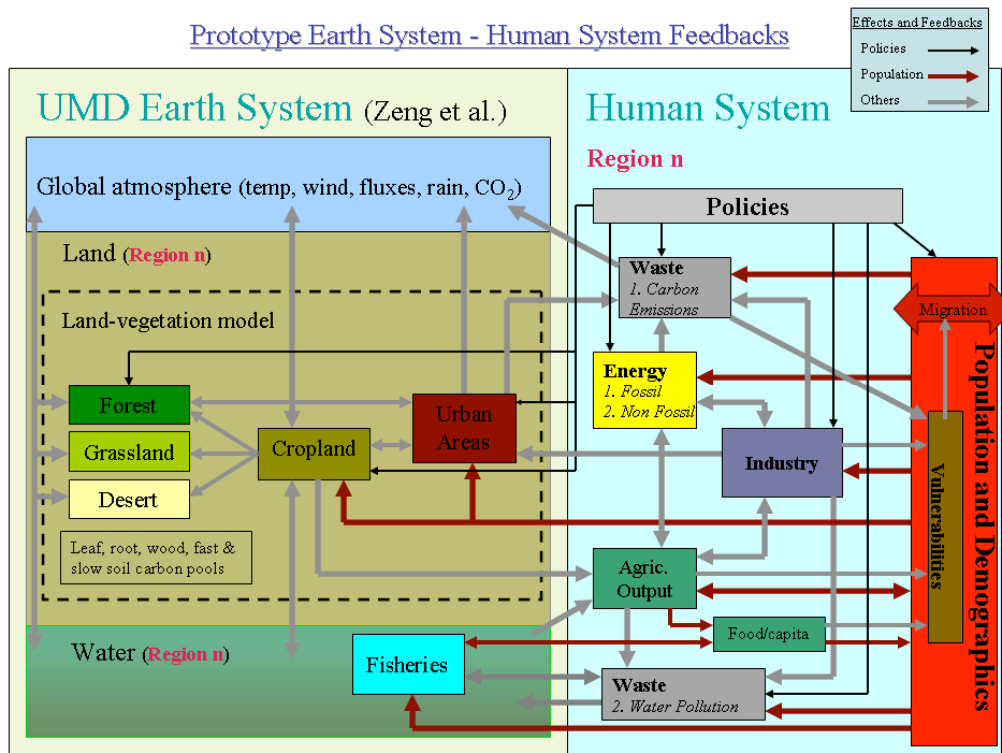 Prototype Earth System - Human System Feedbacks
Effects and Feedbacks
Policies
Population
Others
UMD Earth System (Zeng et al.)
Human System
Region n
Global atmosphere (temp, wind, fluxes, rain, CO₂)
Policies
Land (Region n)
Waste
1. Carbon
Emissions
Migration
Land-vegetation model
Energy
1. Fossil
2. Non Fossil
Forest
Urban
Areas
Grassland
Cropland
Industry
Desert
Vulnerabilities
Population and Demographics
Leaf, root, wood, fast &
slow soil carbon pools
Agric.
Output
Food/capita
Water (Region n)
Fisheries
Waste
2. Water Pollution